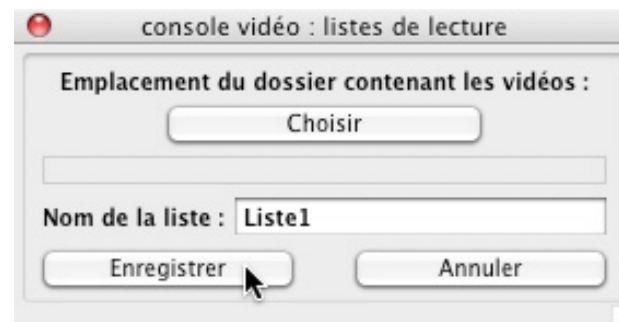 console vidéo : listes de lecture
Emplacement du dossier contenant les vidéos :
Choisir
Nom de la liste : Liste1
Enregistrer Annuler